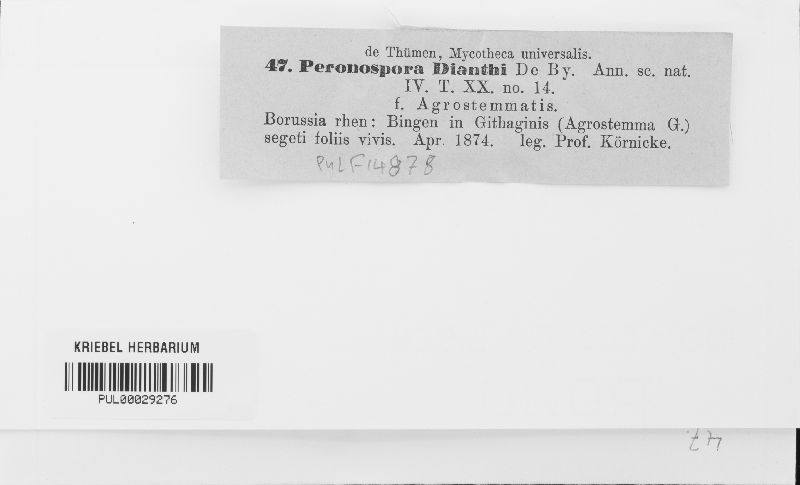 de Thümen, Mycotheca universalis.
47. Peronospora Dianthi De By. Ann. sc. nat.
IV. T. XX. no. 14.
f. Agrostemmatis.
Borussia rhen: Bingen in Githaginis (Agrostemma G.)
segeti foliis vivis. Apr. 1874. leg. Prof. Körnicke.
PUL F14878
KRIEBEL HERBARIUM
PUL00029276
47.